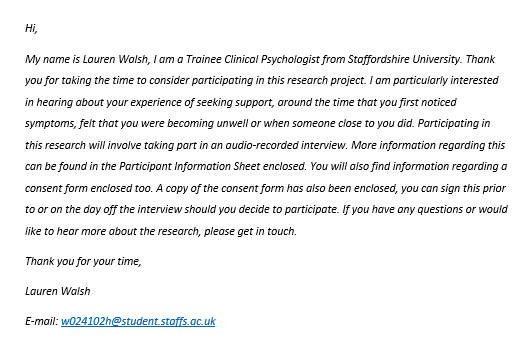 Hi,
My name is Lauren Walsh, I am a Trainee Clinical Psychologist from Staffordshire University. Thank
you for taking the time to consider participating in this research project. I am particularly interested
in hearing about your experience of seeking support, around the time that you first noticed
symptoms, felt that you were becoming unwell or when someone close to you did. Participating in
this research will involve taking part in an audio-recorded interview. More information regarding this
can be found in the Participant Information Sheet enclosed. You will also find information regarding a
consent form enclosed too. A copy of the consent form has also been enclosed, you can sign this prior
to or on the day off the interview should you decide to participate. If you have any questions or would
like to hear more about the research, please get in touch.
Thank you for your time,
Lauren Walsh
E-mail: w024102h@student.staffs.ac.uk